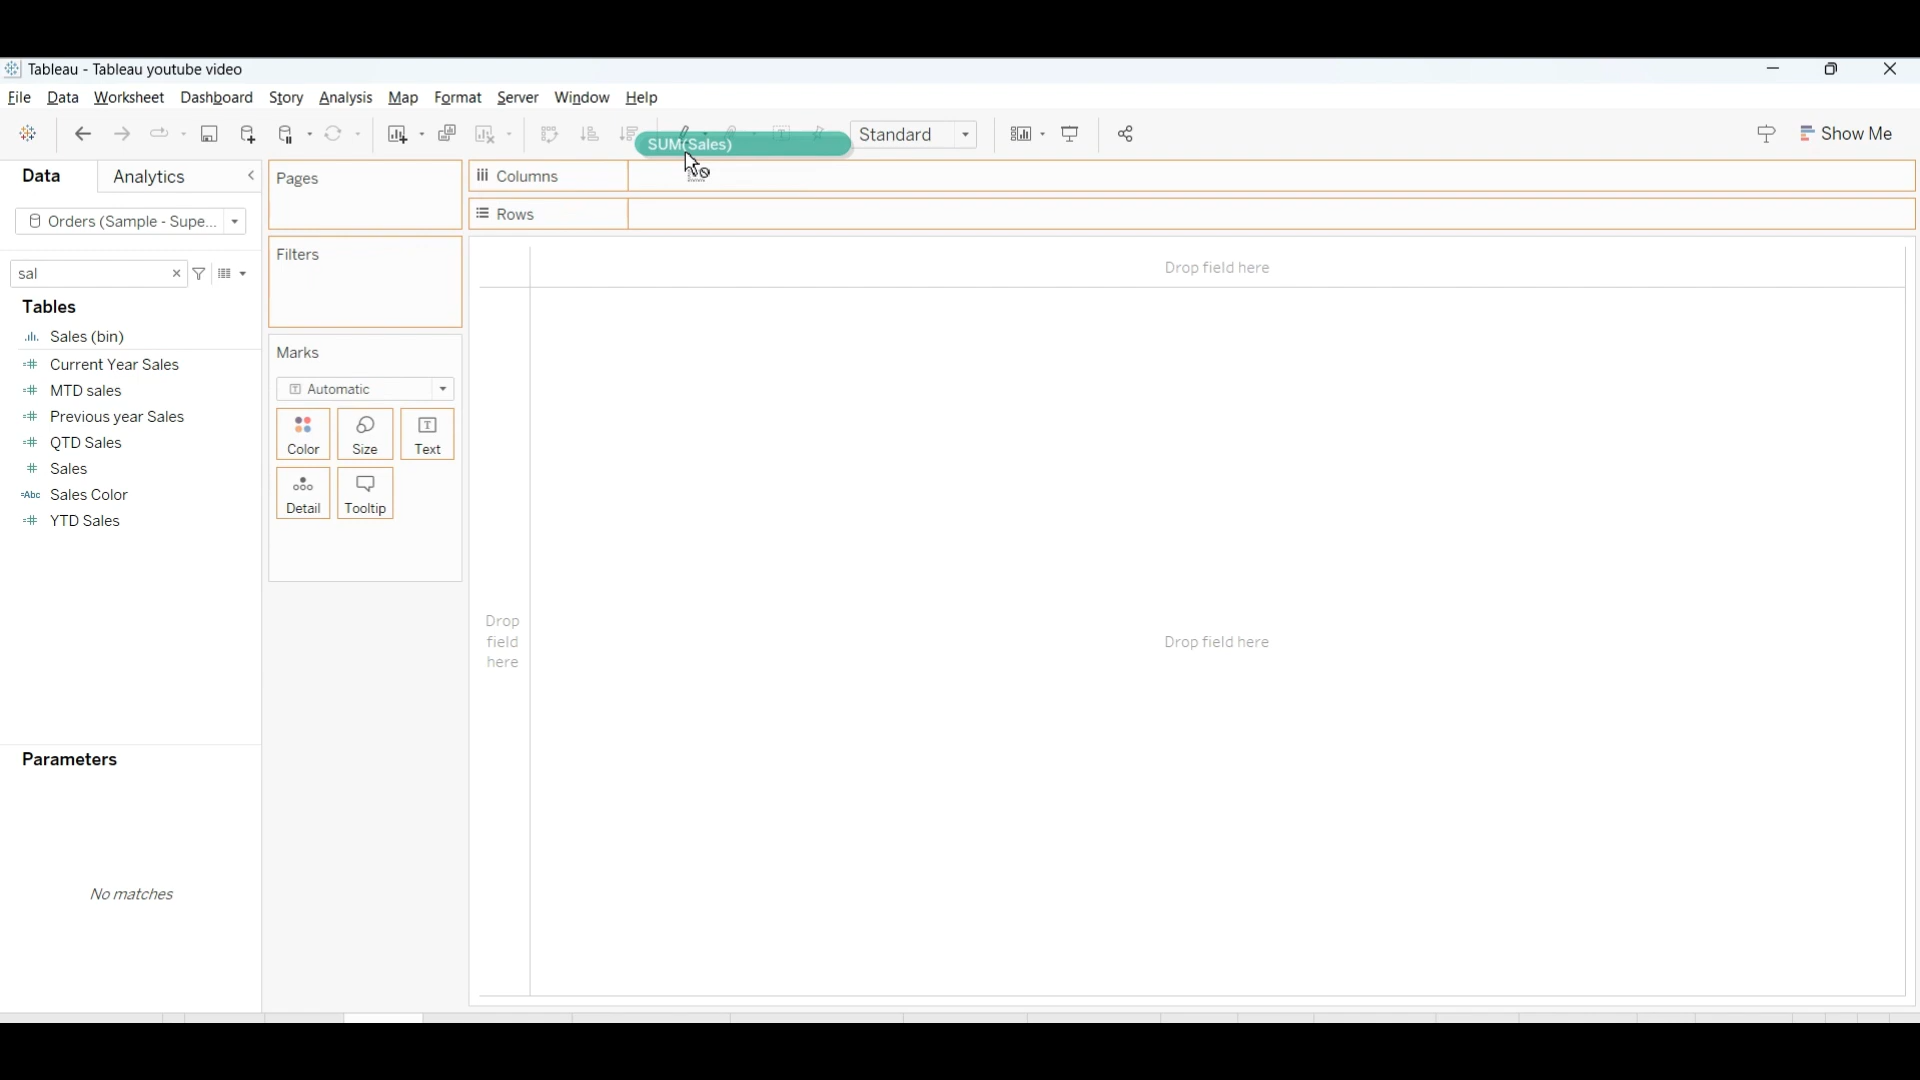 Tableau - Tableau youtube video
File Data Worksheet Dashboard Story Analysis Map Format Server Window Help
SUM(Sales)
Standard
Show Me
Data Analytics
Pages
Columns
Rows
Orders (Sample - Supe...
Filters
sal
Drop field here
Tables
Sales (bin)
Marks
Current Year Sales
Automatic
MTD sales
Previous year Sales
QTD Sales
Color Size Text
Sales
Abc Sales Color
Detail Tooltip
YTD Sales
Drop
field
here
Drop field here
Parameters
No matches